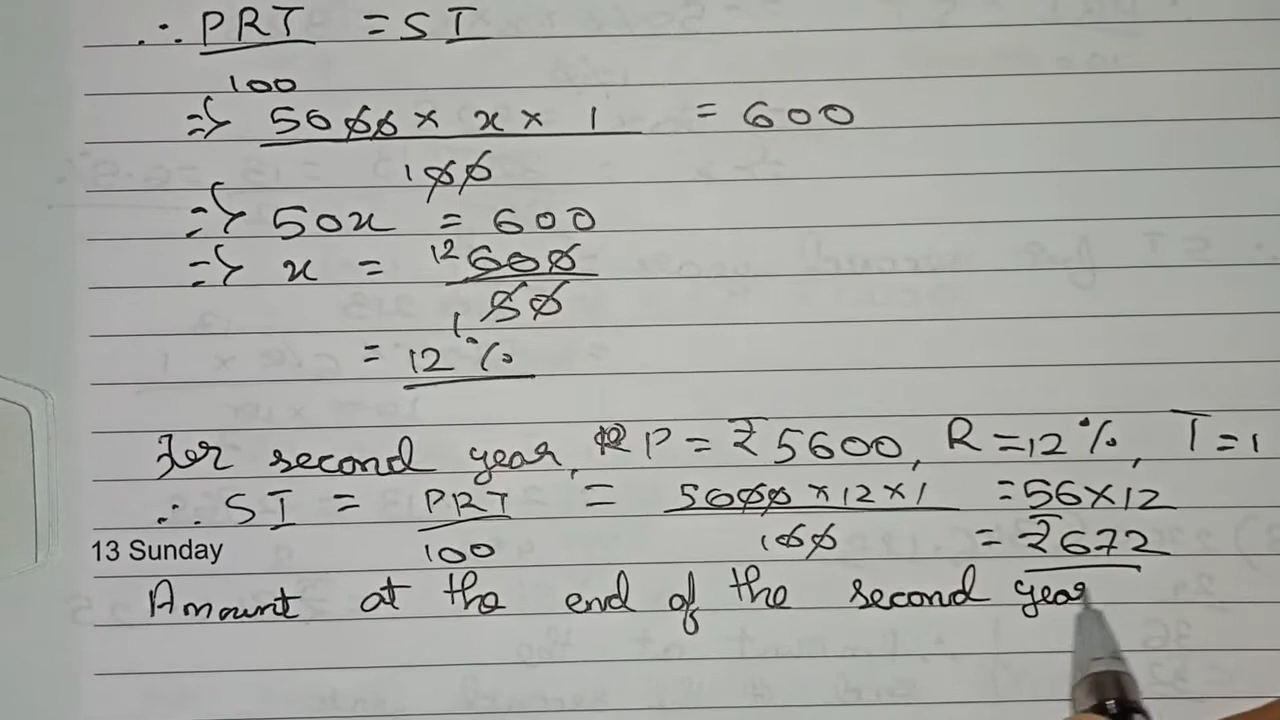 ∴ PRT = SI
100
⇒ 5000 × x × 1 = 600
100
⇒ 50x = 600
⇒ x = 12 600
1 50
= 12%
For second year, P = ₹5600, R = 12%, T = 1
∴ SI = PRT = 5600 × 12 × 1 = 56 × 12
13 Sunday 100 100 = ₹672
Amount at the end of the second year